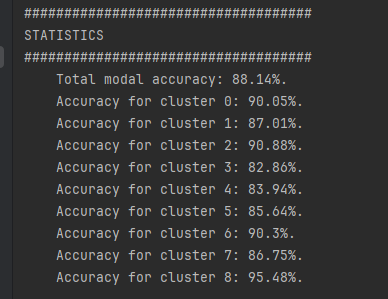 ####################################
STATISTICS
####################################
Total modal accuracy: 88.14%.
Accuracy for cluster 0: 90.05%.
Accuracy for cluster 1: 87.01%.
Accuracy for cluster 2: 90.88%.
Accuracy for cluster 3: 82.86%.
Accuracy for cluster 4: 83.94%.
Accuracy for cluster 5: 85.64%.
Accuracy for cluster 6: 90.3%.
Accuracy for cluster 7: 86.75%.
Accuracy for cluster 8: 95.48%.